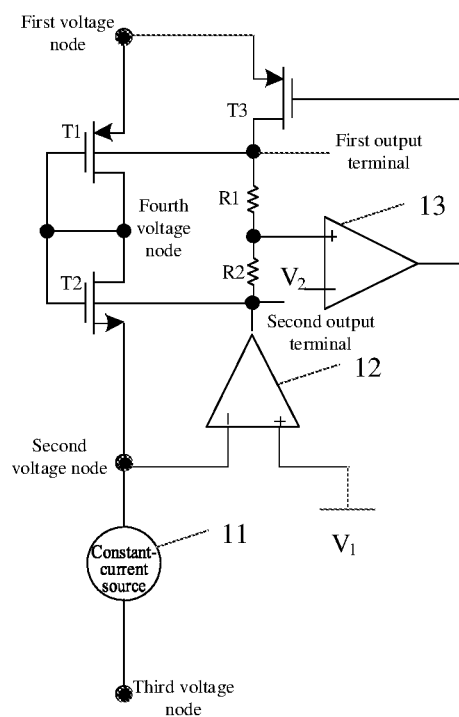 First voltage
node
T1
T3
First output
terminal
R1
13
Fourth
voltage
node
+
T2
R2
V2
Second output
terminal
12
Second
voltage node
-
+
11
V1
Constant-
current
source
Third voltage
node